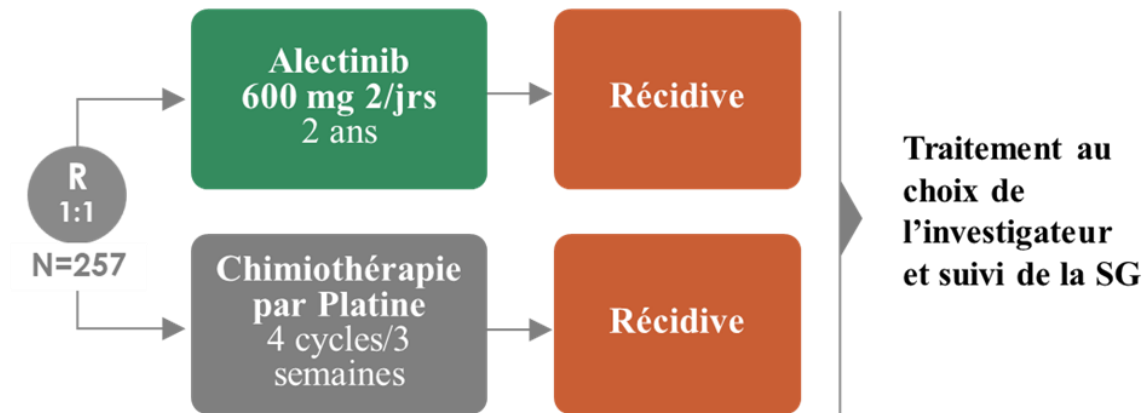 Alectinib
600 mg 2/jrs
2 ans
Récidive
R
1:1
N=257
Chimiothérapie
par Platine
4 cycles/3
semaines
Récidive
Traitement au
choix de
l’investigateur
et suivi de la SG